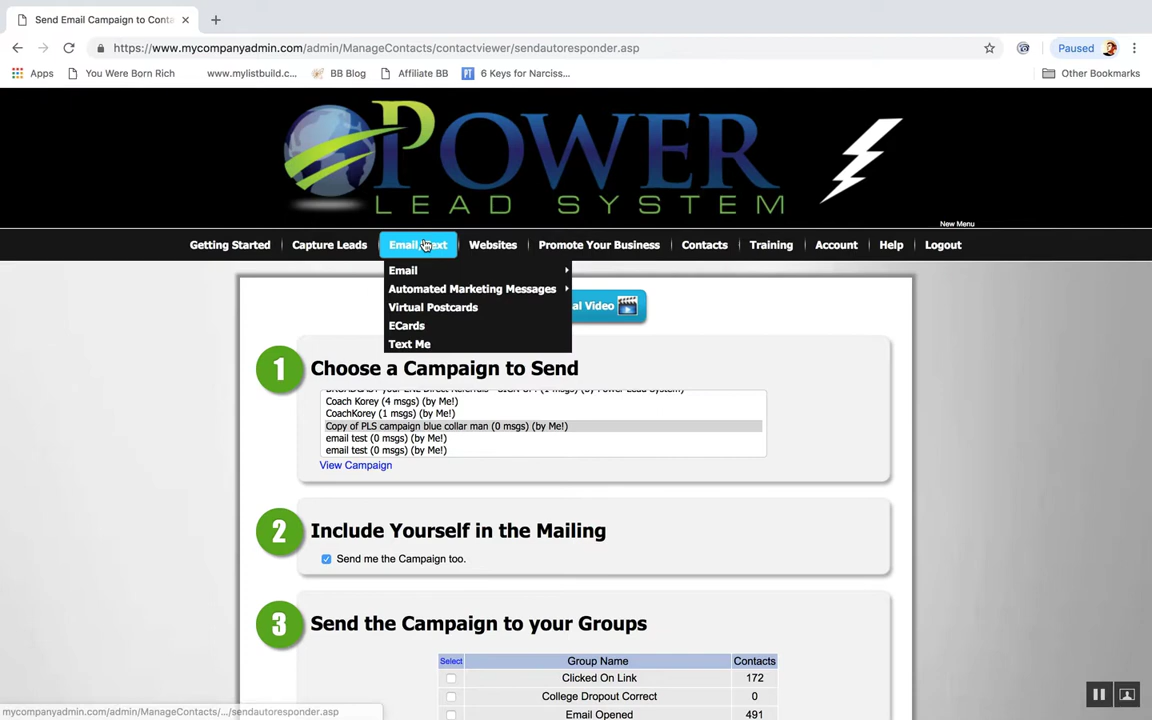 Send Email Campaign to Conta
https://www.mycompanyadmin.com/admin/ManageContacts/contactviewer/sendautoresponder.asp
Paused
Apps
You Were Born Rich
www.mylistbuild.c...
BB Blog
Affiliate BB
PT
6 Keys for Narciss...
Other Bookmarks
POWER
LEAD SYSTEM
New Menu
Getting Started
Capture Leads
Email
Websites
Promote Your Business
Contacts
Training
Account
Help
Logout
Email
Automated Marketing Messages
Virtual Postcards
ECards
Text Me
al Video
1
Choose a Campaign to Send
Coach Korey (4 msgs) (by Me!)
CoachKorey (1 msgs) (by Me!)
Copy of PLS campaign blue collar man (0 msgs) (by Me!)
email test (0 msgs) (by Me!)
email test (0 msgs) (by Me!)
View Campaign
2
Include Yourself in the Mailing
Send me the Campaign too.
3
Send the Campaign to your Groups
Select
Group Name
Contacts
Clicked On Link
172
College Dropout Correct
0
Email Opened
491
mycompanyadmin.com/admin/ManageContacts/.../sendautoresponder.asp